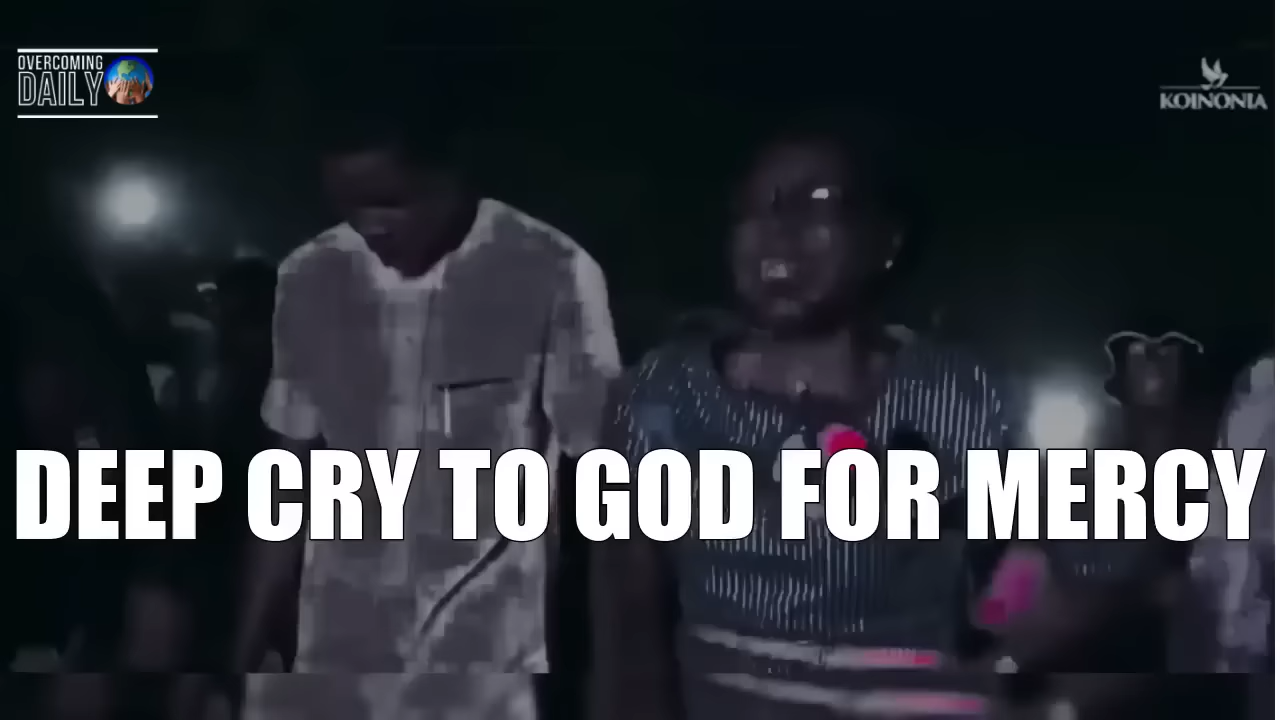 OVERCOMING
DAILY
KOINONIA
DEEP CRY TO GOD FOR MERCY